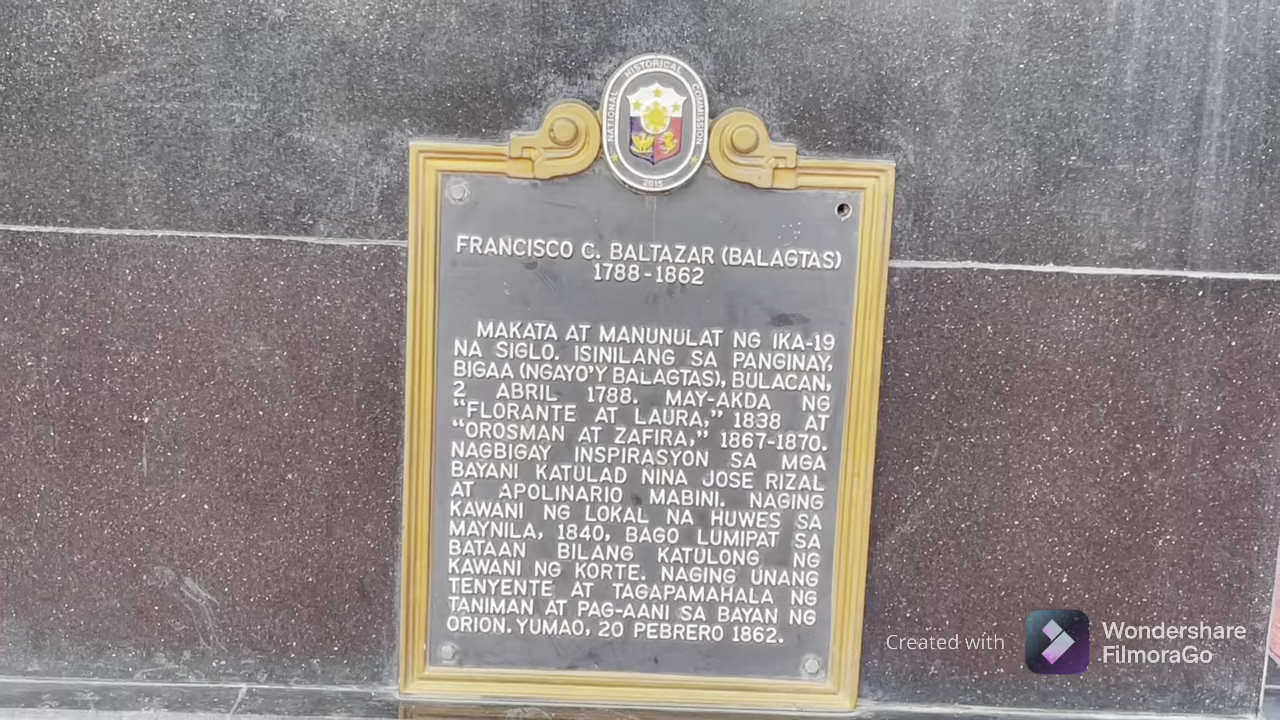 NATIONAL HISTORICAL COMMISSION
2015
FRANCISCO C. BALTAZAR (BALAGTAS)
1788-1862
MAKATA AT MANUNULAT NG IKA-19
NA SIGLO. ISINILANG SA PANGINAY,
BIGAA (NGAYO'Y BALAGTAS), BULACAN,
2 ABRIL 1788. MAY-AKDA NG
“FLORANTE AT LAURA,” 1838 AT
“OROSMAN AT ZAFIRA,” 1867-1870.
NAGBIGAY INSPIRASYON SA MGA
BAYANI KATULAD NINA JOSE RIZAL
AT APOLINARIO MABINI. NAGING
KAWANI NG LOKAL NA HUWES SA
MAYNILA, 1840, BAGO LUMIPAT SA
BATAAN BILANG KATULONG NG
KAWANI NG KORTE. NAGING UNANG
TENYENTE AT TAGAPAMAHALA NG
TANIMAN AT PAG-AANI SA BAYAN NG
ORION. YUMAO, 20 PEBRERO 1862.
Created with
Wondershare
FilmoraGo